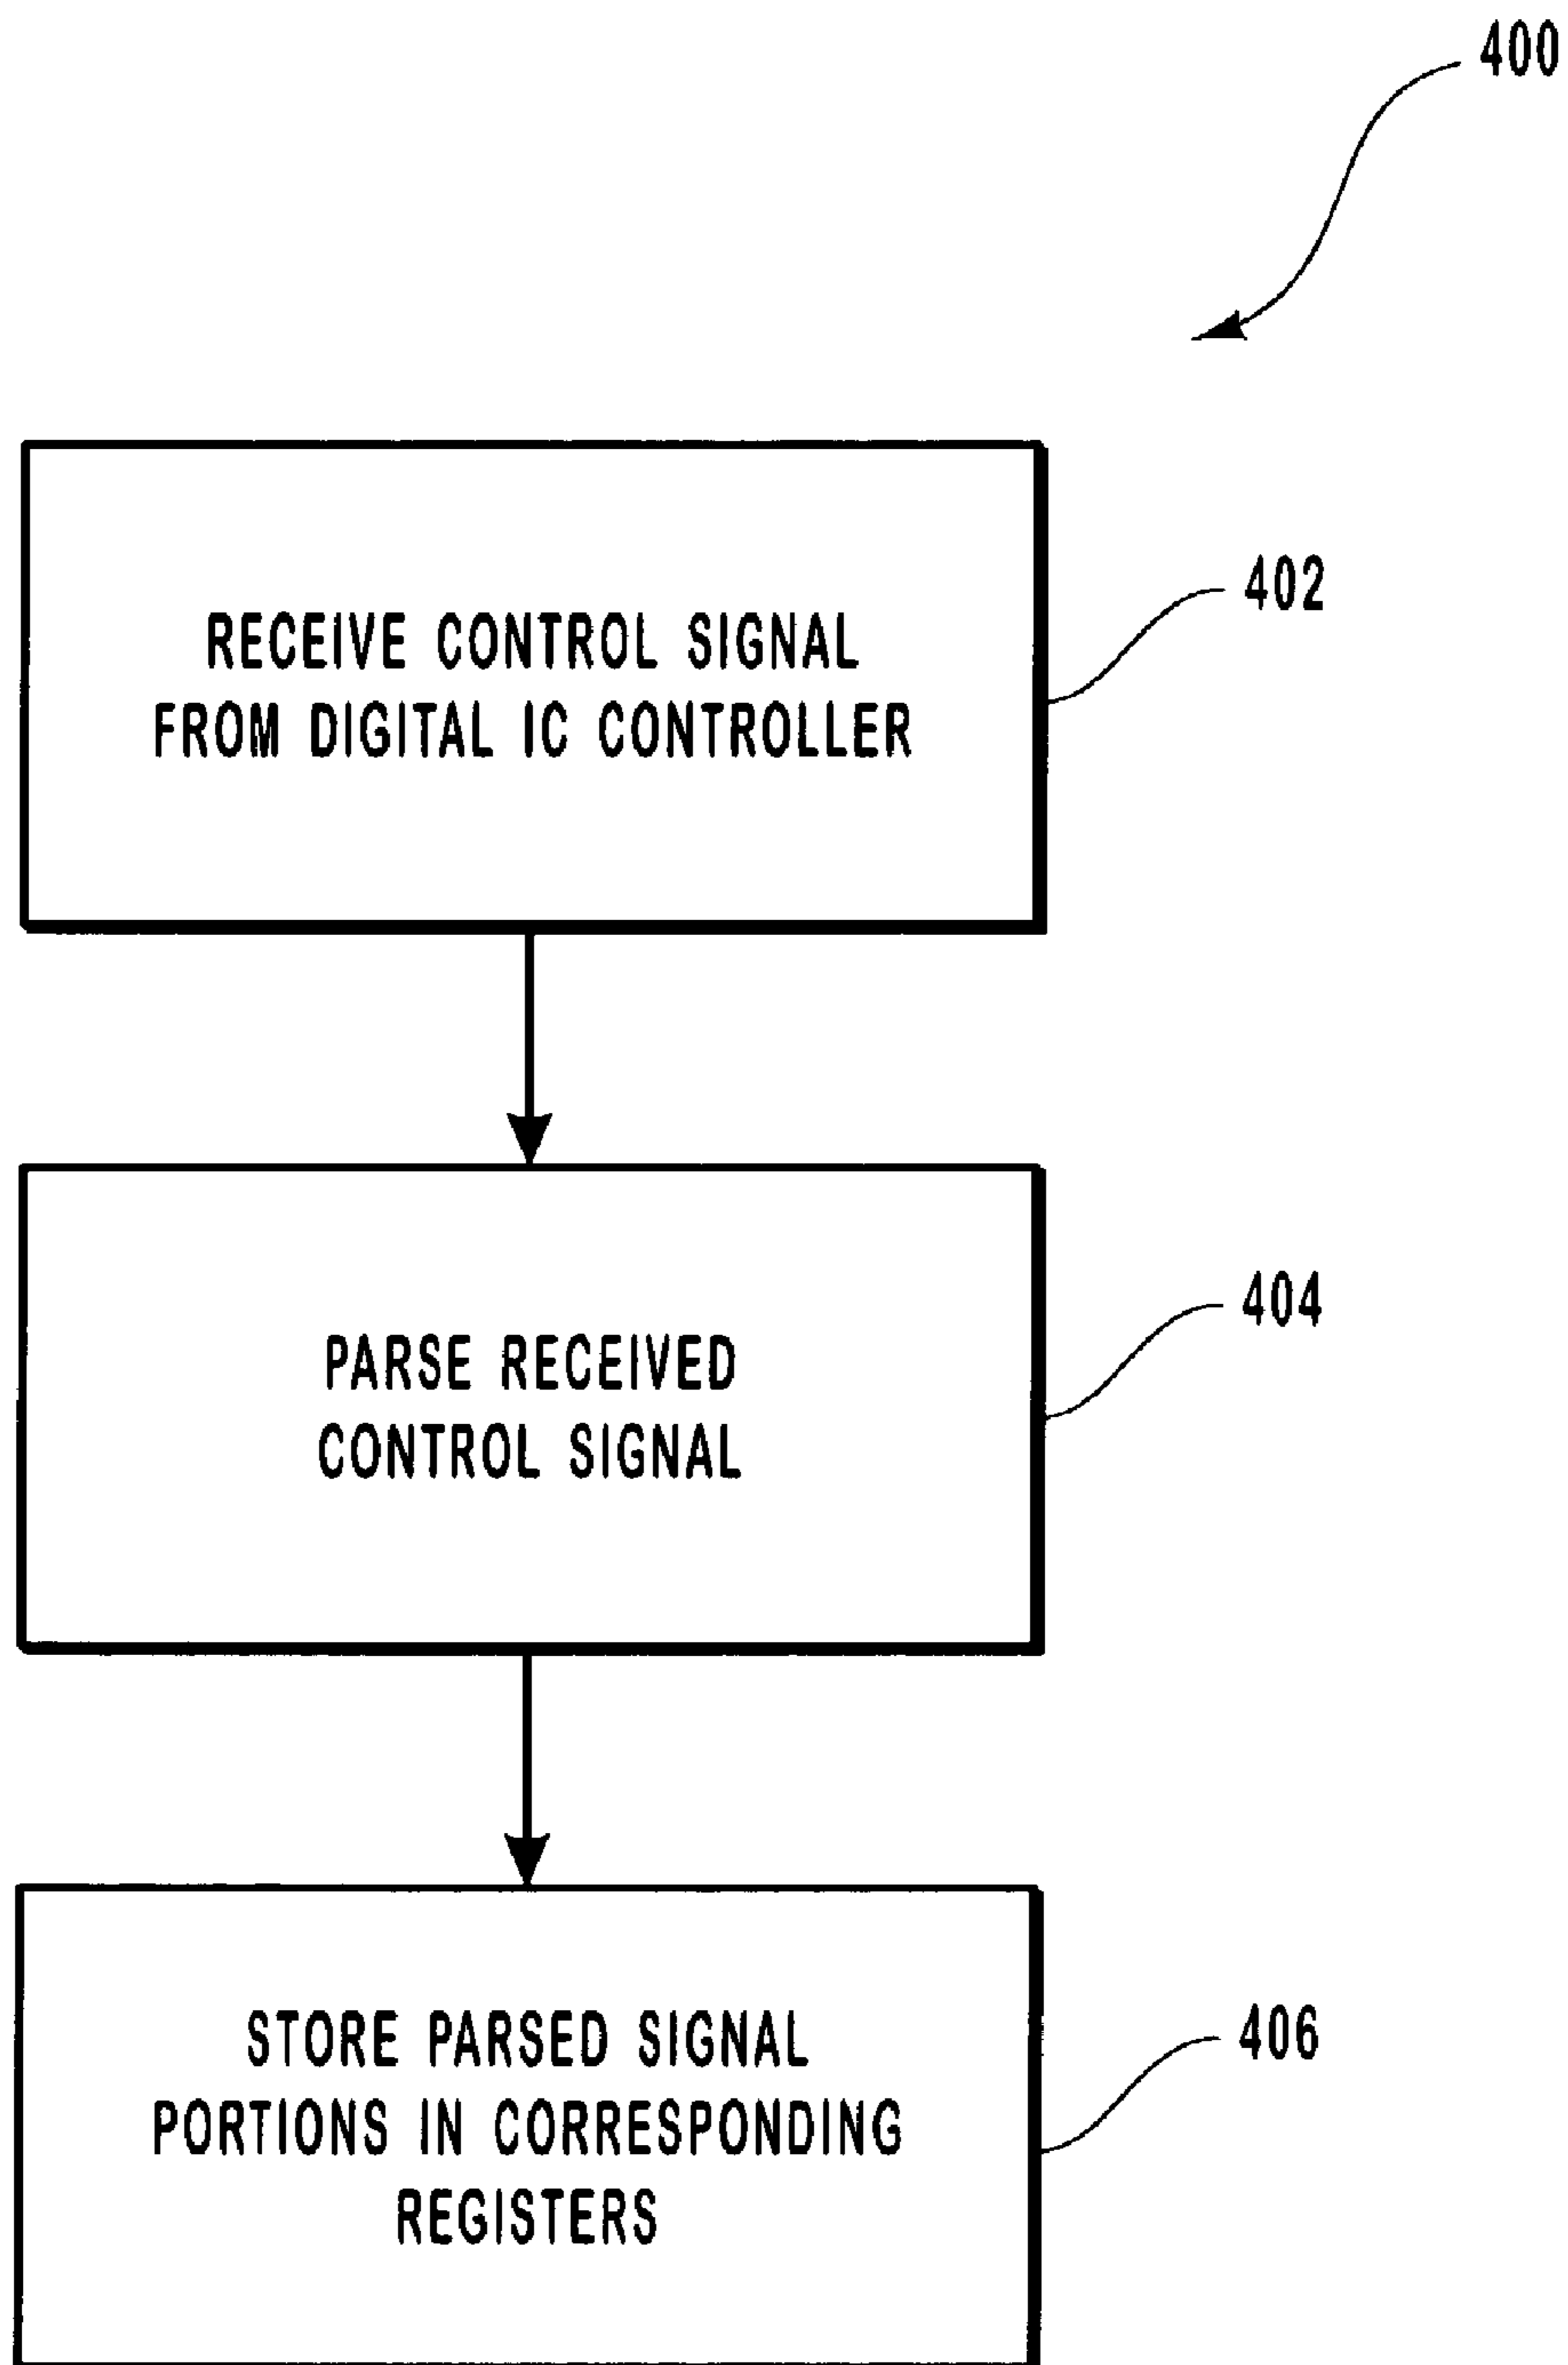 400
RECEIVE CONTROL SIGNAL
FROM DIGITAL IC CONTROLLER
402
PARSE RECEIVED
CONTROL SIGNAL
404
STORE PARSED SIGNAL
PORTIONS IN CORRESPONDING
REGISTERS
406